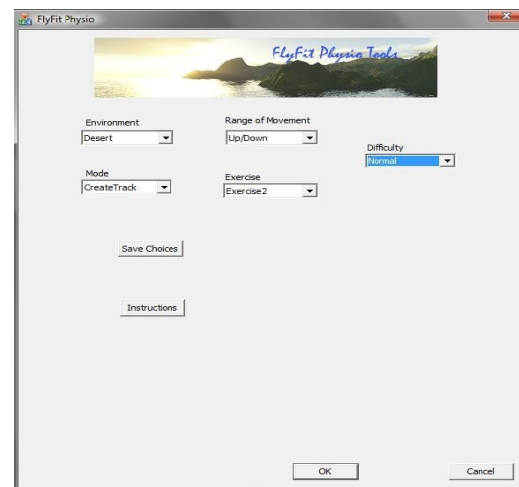 FlyFit Physio
FlyFit Physio Tools
Environment
Desert
Range of Movement
Up/Down
Difficulty
Normal
Mode
CreateTrack
Exercise
Exercise2
Save Choices
Instructions
OK
Cancel